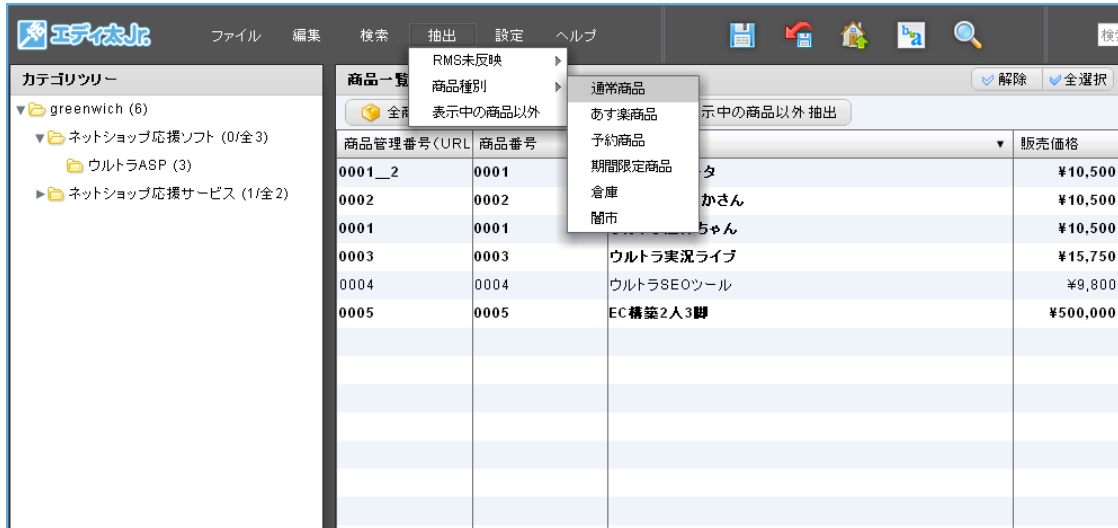 エディ太Jr. ファイル 編集 検索 抽出 設定 ヘルプ
カテゴリツリー
greenwich (6)
ネットショップ応援ソフト (0/全3)
ウルトラASP (3)
ネットショップ応援サービス (1/全2)
RMS未反映
商品種別
表示中の商品以外
通常商品
あす楽商品
予約商品
期間限定商品
倉庫
闇市
商品一覧 解除 全選択
示中の商品以外 抽出
商品管理番号(URL 商品番号 販売価格
0001__2 0001 タ ¥10,500
0002 0002 かさん ¥10,500
0001 0001 ちゃん ¥10,500
0003 0003 ウルトラ実況ライブ ¥15,750
0004 0004 ウルトラSEOツール ¥9,800
0005 0005 EC構築2人3脚 ¥500,000